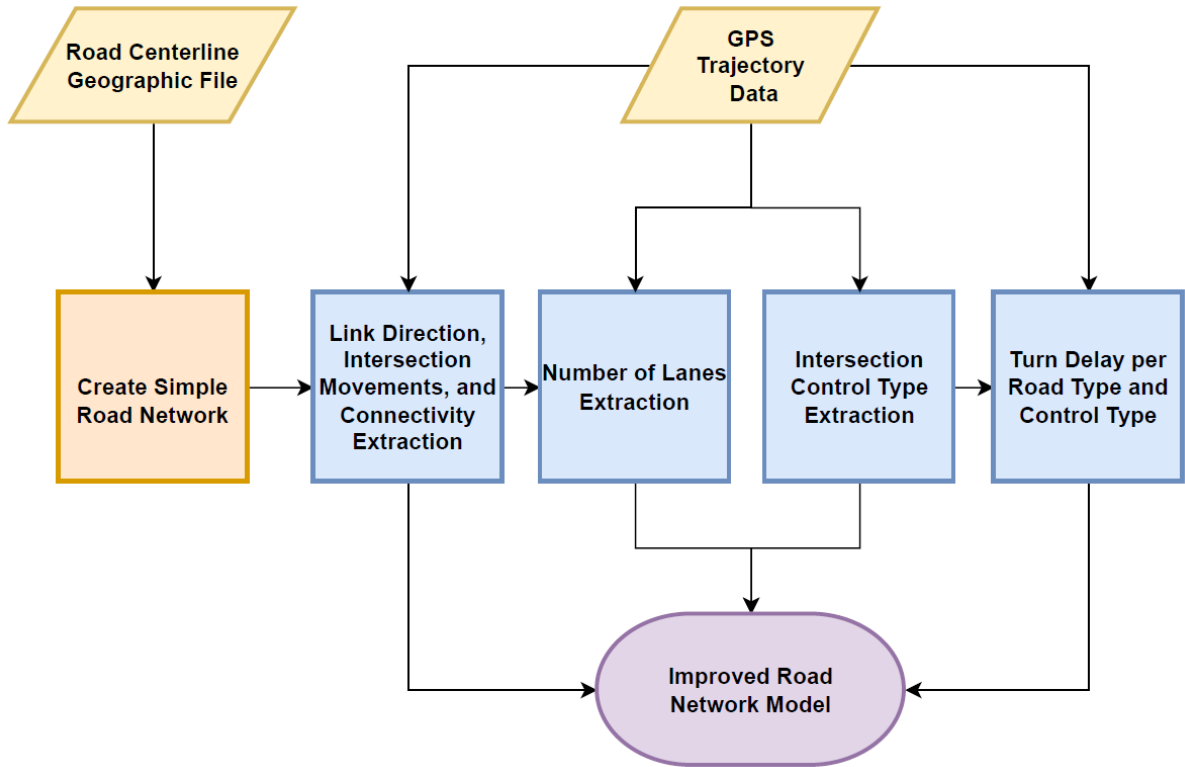 Road Centerline
Geographic File
GPS
Trajectory
Data
Create Simple
Road Network
Link Direction,
Intersection
Movements, and
Connectivity
Extraction
Number of Lanes
Extraction
Intersection
Control Type
Extraction
Turn Delay per
Road Type and
Control Type
Improved Road
Network Model